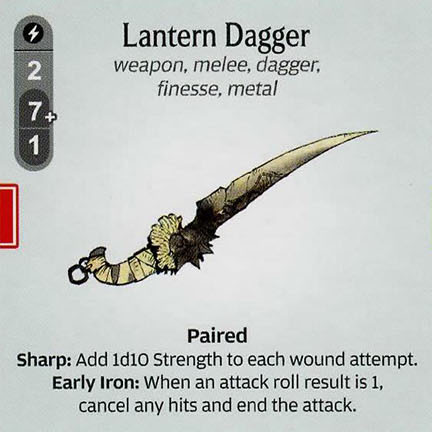 Lantern Dagger
weapon, melee, dagger,
finesse, metal
2
7+
1
Paired
Sharp: Add 1d10 Strength to each wound attempt.
Early Iron: When an attack roll result is 1,
cancel any hits and end the attack.